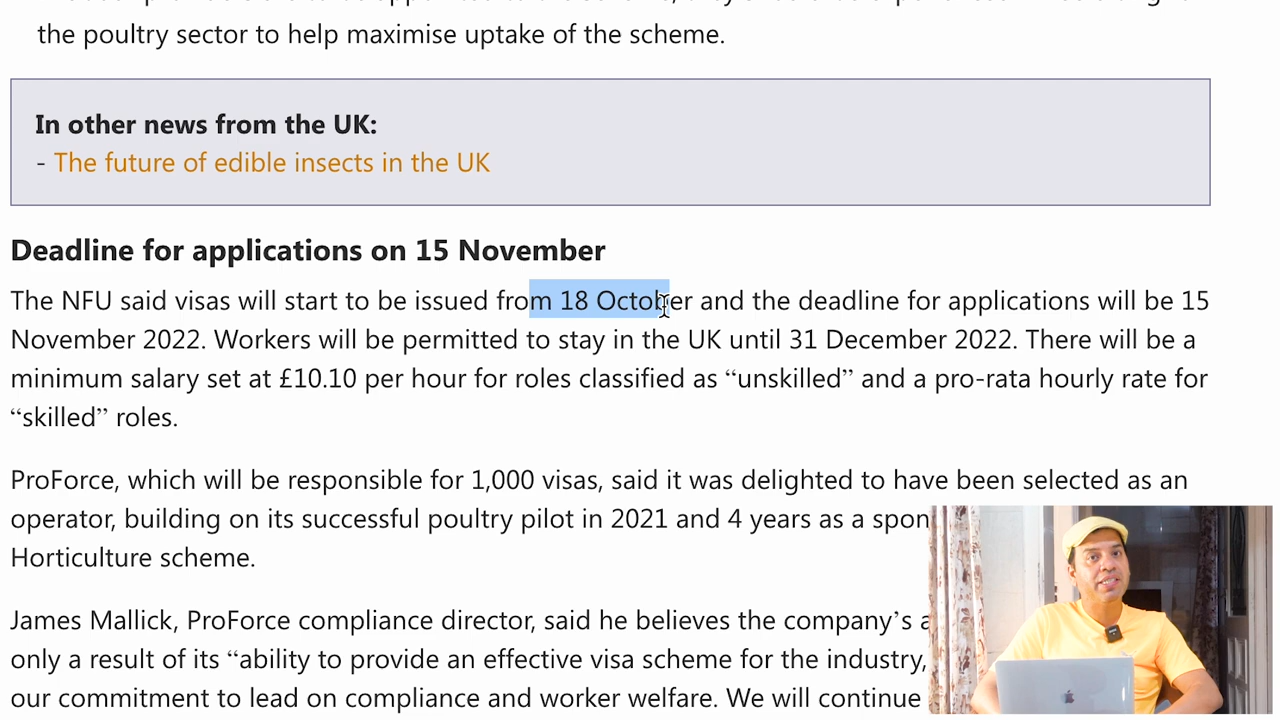 the poultry sector to help maximise uptake of the scheme.
In other news from the UK:
- The future of edible insects in the UK
Deadline for applications on 15 November
The NFU said visas will start to be issued from 18 October and the deadline for applications will be 15
November 2022. Workers will be permitted to stay in the UK until 31 December 2022. There will be a
minimum salary set at £10.10 per hour for roles classified as “unskilled” and a pro-rata hourly rate for
“skilled” roles.
ProForce, which will be responsible for 1,000 visas, said it was delighted to have been selected as an
operator, building on its successful poultry pilot in 2021 and 4 years as a spon
Horticulture scheme.
James Mallick, ProForce compliance director, said he believes the company’s a
only a result of its “ability to provide an effective visa scheme for the industry,
our commitment to lead on compliance and worker welfare. We will continue